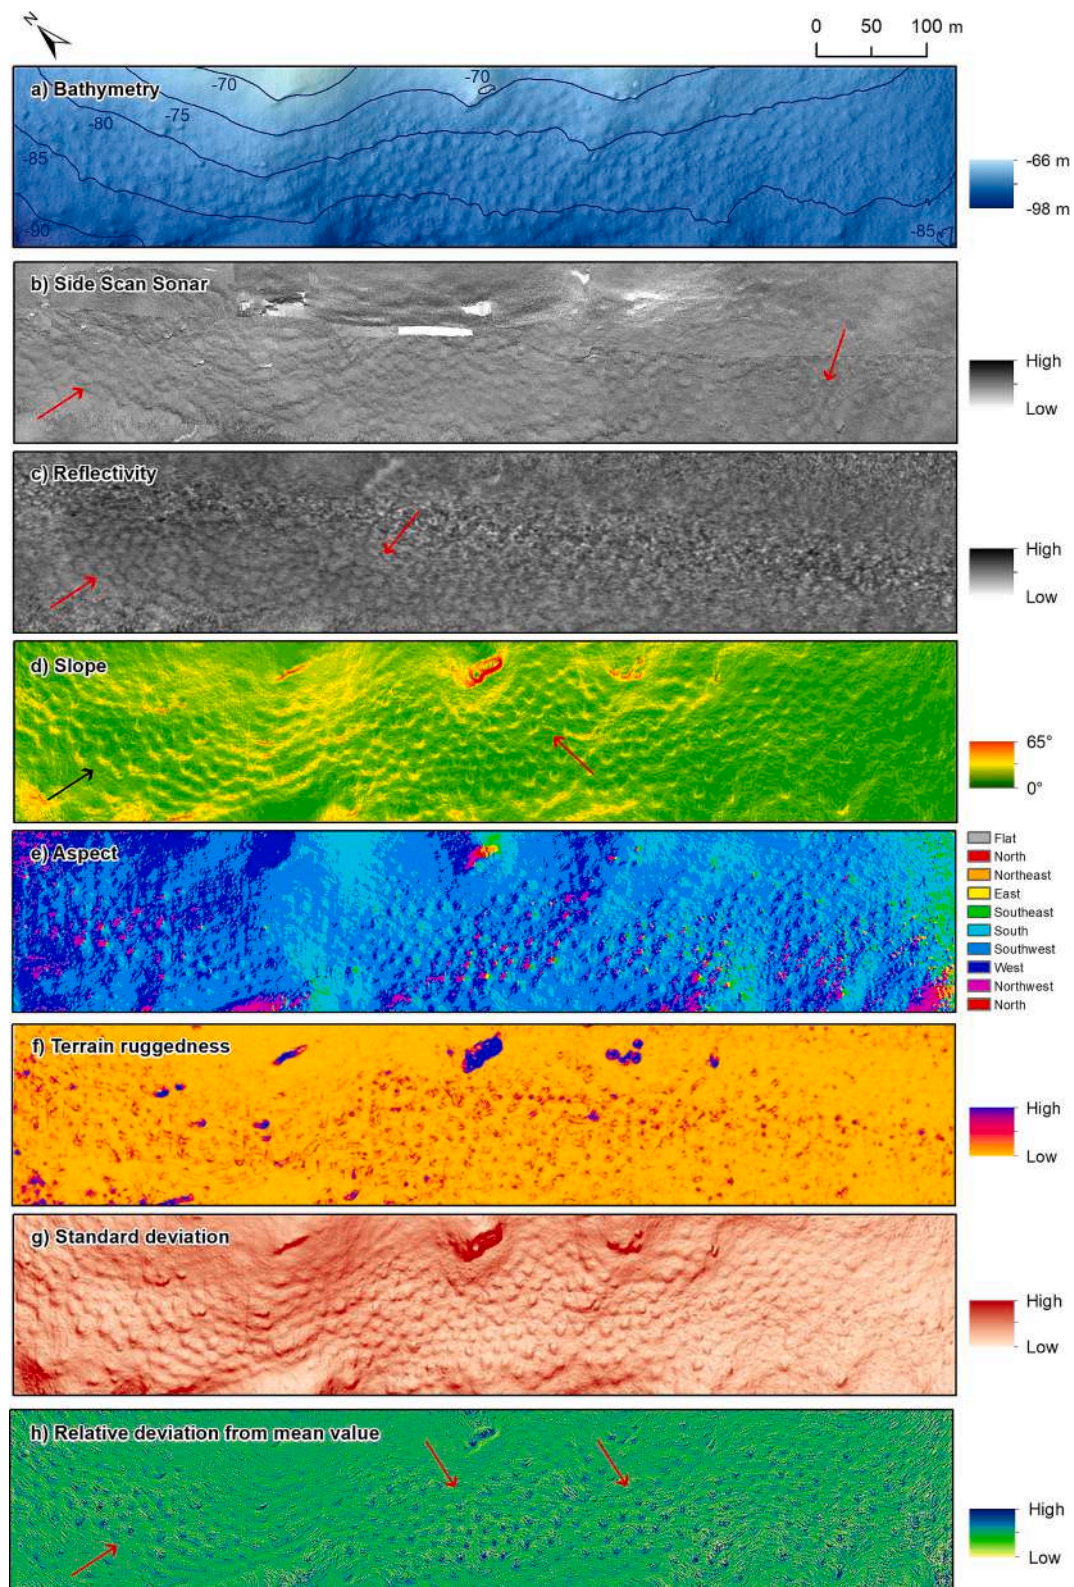 N
0 50 100 m
a) Bathymetry
-70
-70
-75
-80
-85
-90
-85
-66 m
-98 m
b) Side Scan Sonar
High
Low
c) Reflectivity
High
Low
d) Slope
65°
0°
e) Aspect
Flat
North
Northeast
East
Southeast
South
Southwest
West
Northwest
North
f) Terrain ruggedness
High
Low
g) Standard deviation
High
Low
h) Relative deviation from mean value
High
Low